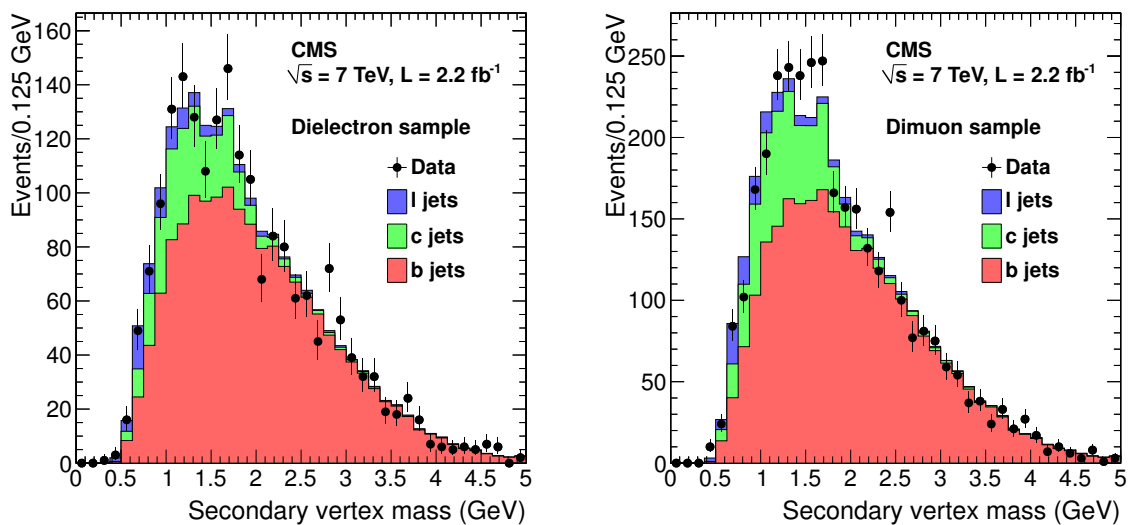 Events/0.125 GeV
160
140
120
100
80
60
40
20
0
CMS
√s = 7 TeV, L = 2.2 fb⁻¹
Dielectron sample
Data
l jets
c jets
b jets
0 0.5 1 1.5 2 2.5 3 3.5 4 4.5 5
Secondary vertex mass (GeV)
Events/0.125 GeV
250
200
150
100
50
0
CMS
√s = 7 TeV, L = 2.2 fb⁻¹
Dimuon sample
Data
l jets
c jets
b jets
0 0.5 1 1.5 2 2.5 3 3.5 4 4.5 5
Secondary vertex mass (GeV)